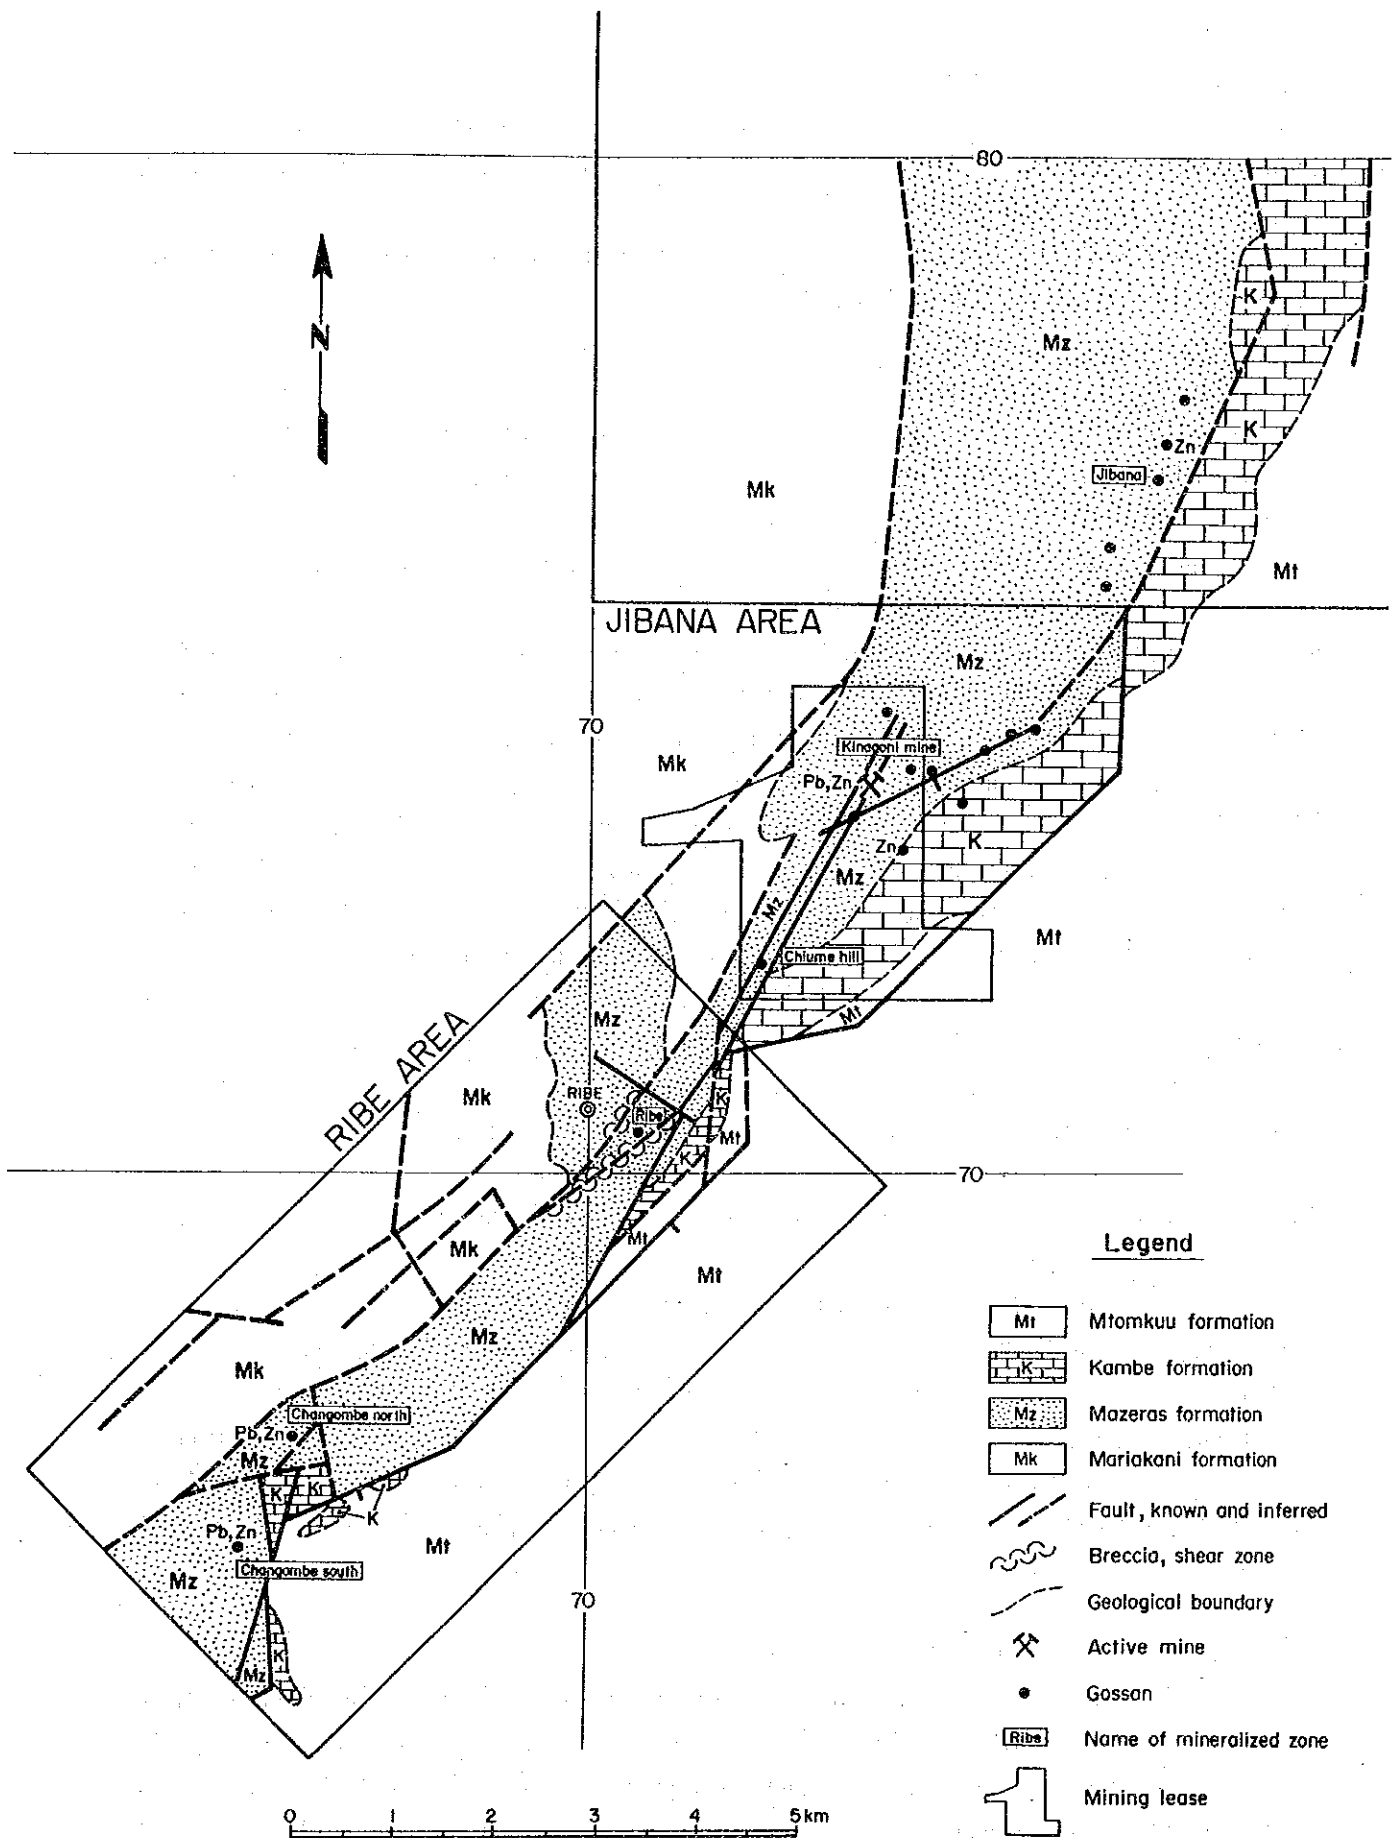 80
N
K
Mz
K
Zn
Jibana
Mk
Mt
JIBANA AREA
Mz
70
Mk
Kinagoni mine
Pb, Zn
K
Zn
Mz
Mz
Mt
Chiume hill
Mt
Mz
RIBE AREA
Mk
RIBE
Ribe
K
Mt
K
70
Mt
Mk
Mt
Mz
Mk
Changombe north
Pb, Zn
Mz
K
K
K
Pb, Zn
Mt
Changombe south
Mz
70
K
Mz
Legend
Mt Mtomkuu formation
K Kambe formation
Mz Mazeras formation
Mk Mariakani formation
Fault, known and inferred
Breccia, shear zone
Geological boundary
Active mine
Gossan
Ribe Name of mineralized zone
Mining lease
0 1 2 3 4 5km